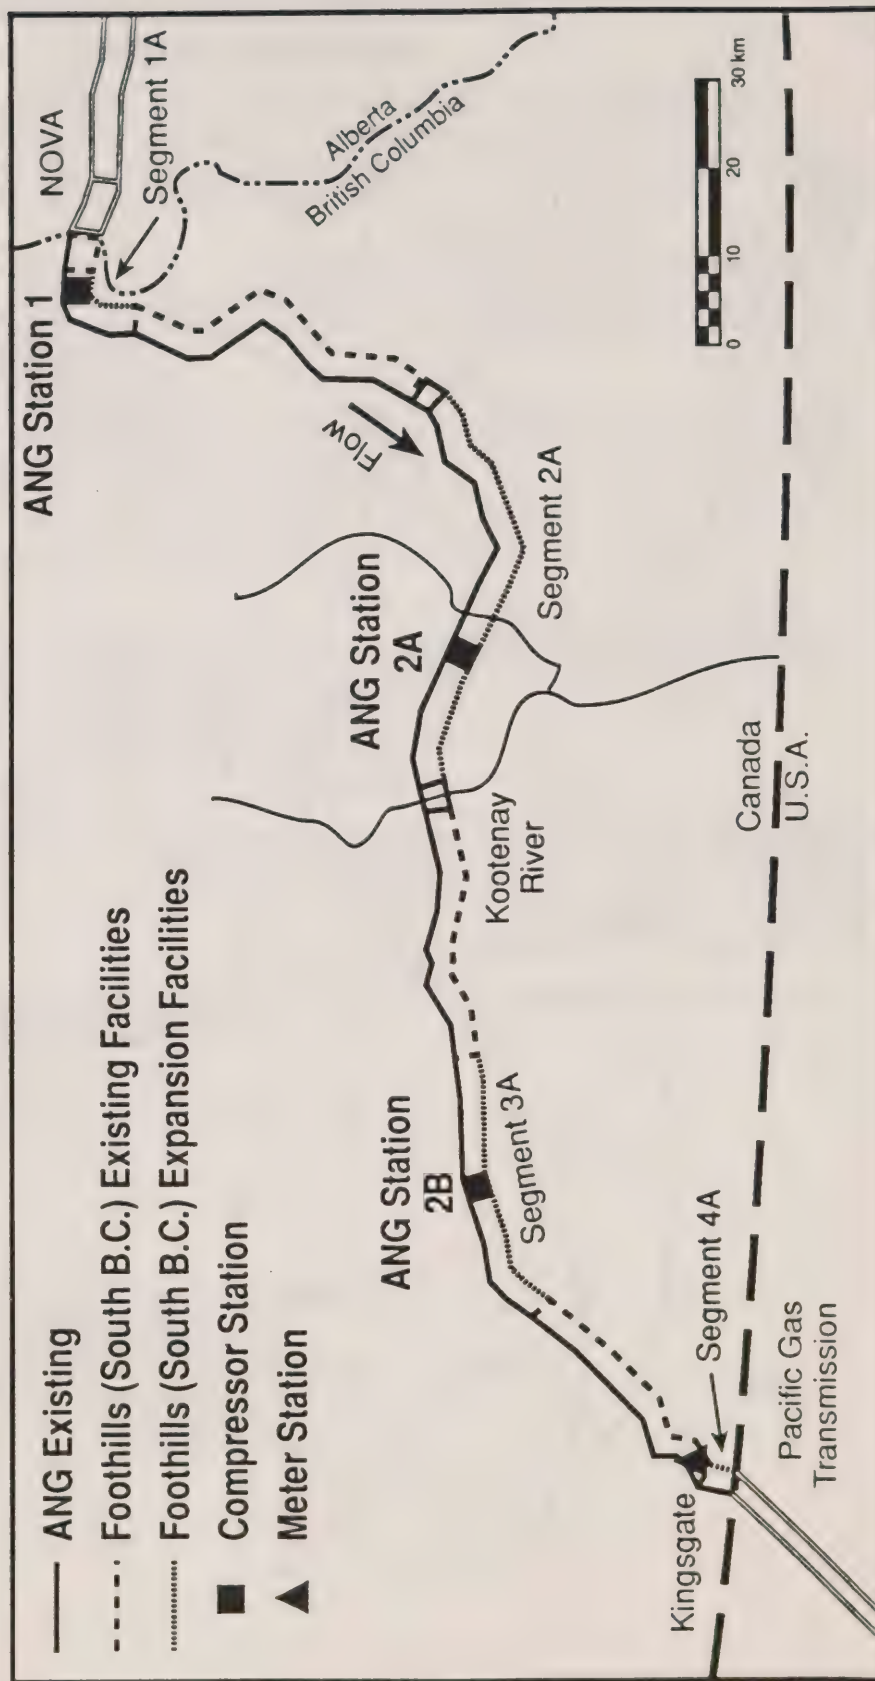 ANG Existing
Foothills (South B.C.) Existing Facilities
Foothills (South B.C.) Expansion Facilities
Compressor Station
Meter Station
ANG Station 1
NOVA
Segment 1A
Alberta
British Columbia
Flow
ANG Station
2A
Segment 2A
Kootenay
River
ANG Station
2B
Segment 3A
Segment 4A
Kingsgate
Canada
U.S.A.
Pacific Gas
Transmission
0 10 20 30 km